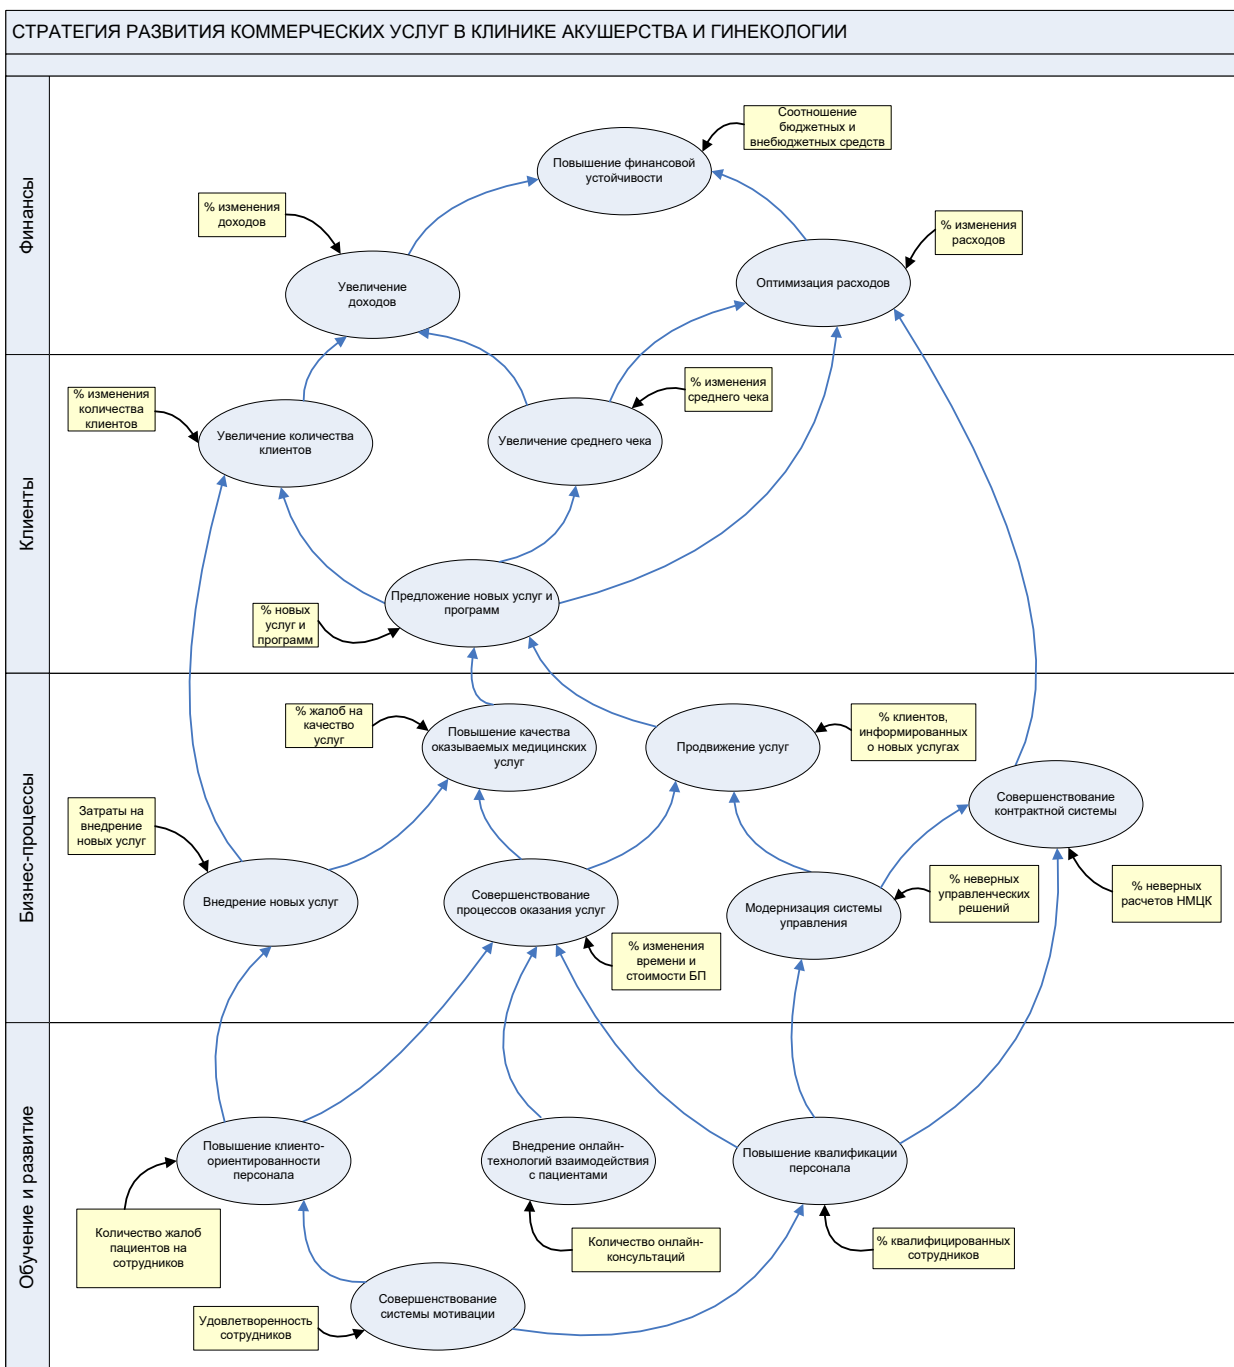 СТРАТЕГИЯ РАЗВИТИЯ КОММЕРЧЕСКИХ УСЛУГ В КЛИНИКЕ АКУШЕРСТВА И ГИНЕКОЛОГИИ
Финансы
Соотношение
бюджетных и
внебюджетных средств
Повышение финансовой
устойчивости
% изменения
доходов
% изменения
расходов
Увеличение
доходов
Оптимизация расходов
Клиенты
% изменения
количества
клиентов
% изменения
среднего чека
Увеличение количества
клиентов
Увеличение среднего чека
Предложение новых услуг и
программ
% новых
услуг и
программ
Бизнес-процессы
% жалоб на
качество
услуг
Повышение качества
оказываемых медицинских
услуг
Продвижение услуг
% клиентов,
информированных
о новых услугах
Затраты на
внедрение
новых услуг
Совершенствование
контрактной системы
Внедрение новых услуг
Совершенствование
процессов оказания услуг
Модернизация системы
управления
% неверных
управленческих
решений
% неверных
расчетов НМЦК
% изменения
времени и
стоимости БП
Обучение и развитие
Повышение клиенто-
ориентированности
персонала
Внедрение онлайн-
технологий взаимодействия
с пациентами
Повышение квалификации
персонала
Количество жалоб
пациентов на
сотрудников
Количество онлайн-
консультаций
% квалифицированных
сотрудников
Совершенствование
системы мотивации
Удовлетворенность
сотрудников